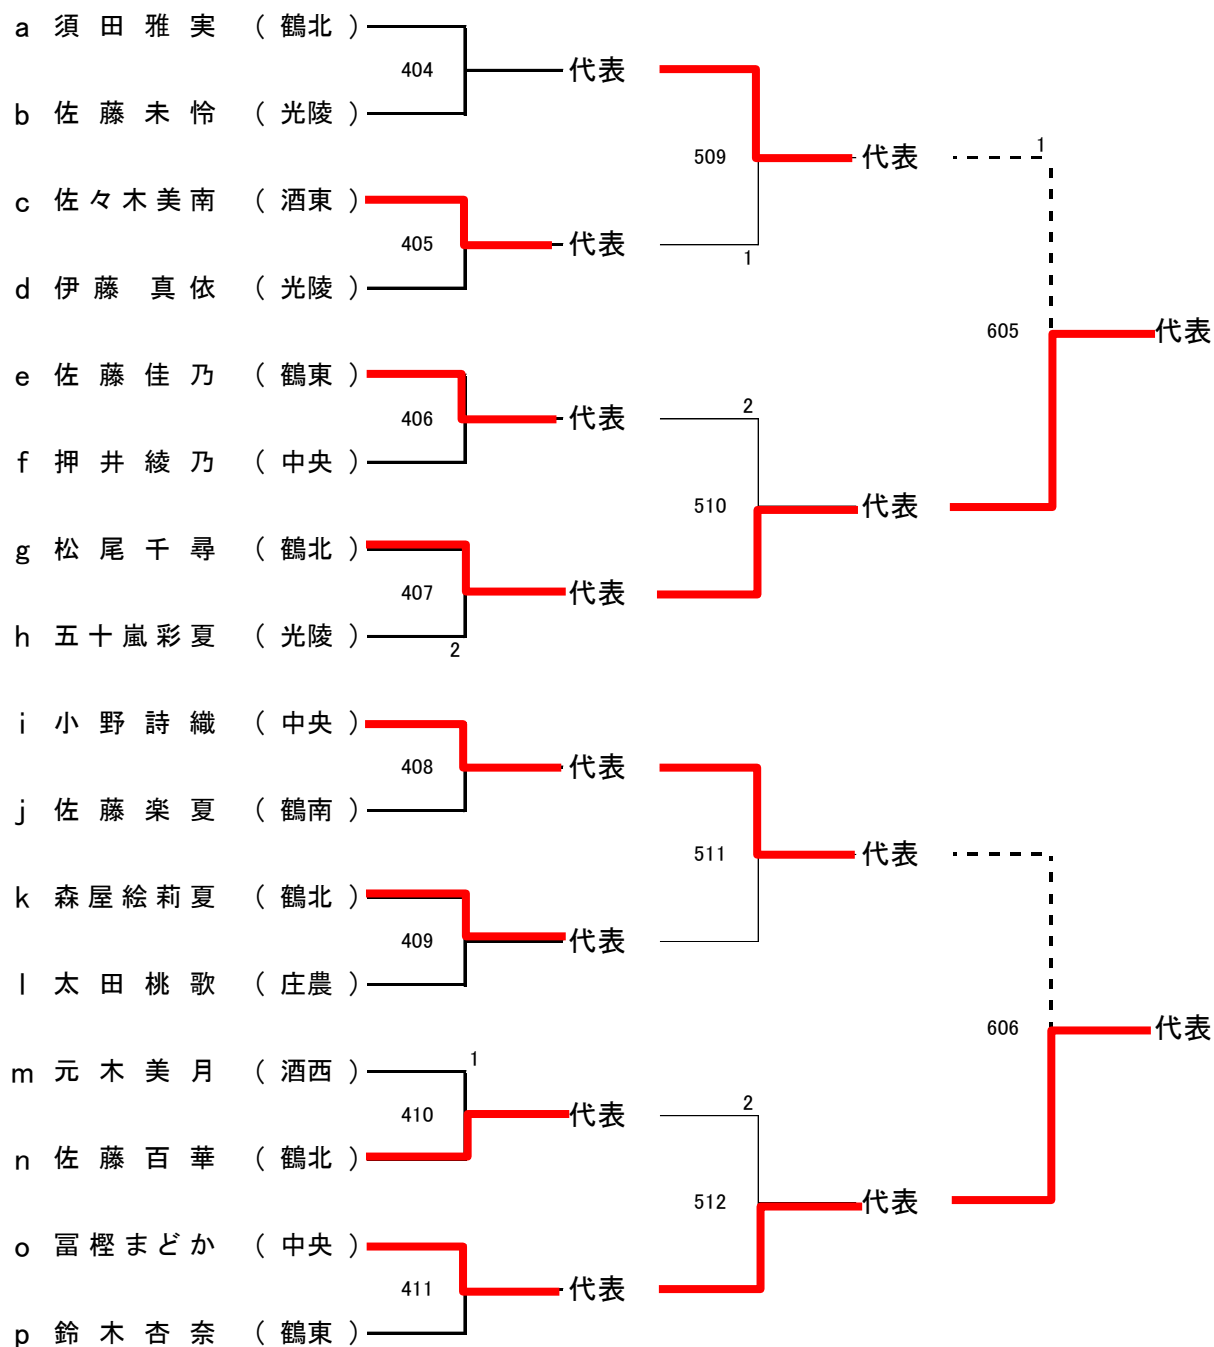 a 須田雅実 (鶴北)
404 代表
b 佐藤未怜 (光陵)
509 代表 1
c 佐々木美南 (酒東)
405 代表
1
d 伊藤真依 (光陵)
605 代表
e 佐藤佳乃 (鶴東)
406 代表 2
f 押井綾乃 (中央)
510 代表
g 松尾千尋 (鶴北)
407 代表
h 五十嵐彩夏 (光陵)
2
i 小野詩織 (中央)
408 代表
j 佐藤楽夏 (鶴南)
511 代表
k 森屋絵莉夏 (鶴北)
409 代表
l 太田桃歌 (庄農)
606 代表
m 元木美月 (酒西) 1
410 代表 2
n 佐藤百華 (鶴北)
512 代表
o 冨樫まどか (中央)
411 代表
p 鈴木杏奈 (鶴東)